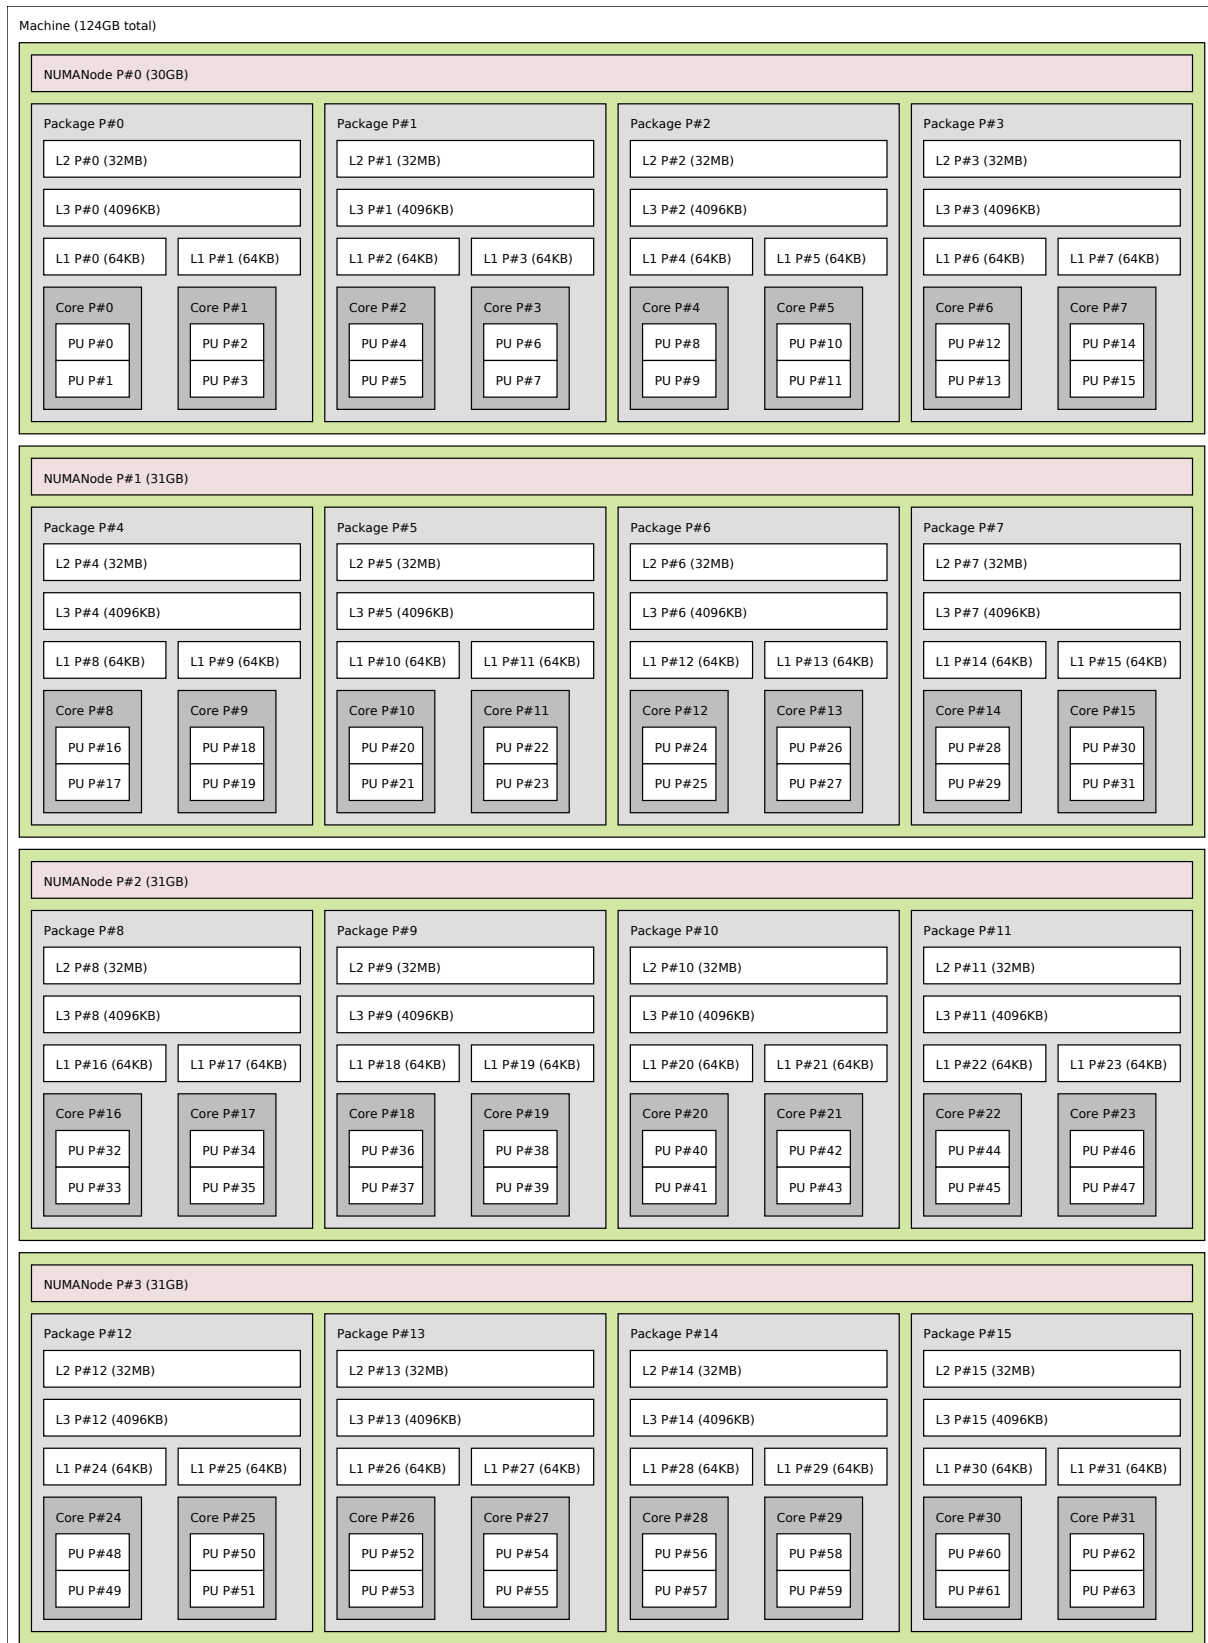 Machine (124GB total)
NUMANode P#0 (30GB)
Package P#0 Package P#1 Package P#2 Package P#3
L2 P#0 (32MB) L2 P#1 (32MB) L2 P#2 (32MB) L2 P#3 (32MB)
L3 P#0 (4096KB) L3 P#1 (4096KB) L3 P#2 (4096KB) L3 P#3 (4096KB)
L1 P#0 (64KB) L1 P#1 (64KB) L1 P#2 (64KB) L1 P#3 (64KB) L1 P#4 (64KB) L1 P#5 (64KB) L1 P#6 (64KB) L1 P#7 (64KB)
Core P#0 Core P#1 Core P#2 Core P#3 Core P#4 Core P#5 Core P#6 Core P#7
PU P#0 PU P#2 PU P#4 PU P#6 PU P#8 PU P#10 PU P#12 PU P#14
PU P#1 PU P#3 PU P#5 PU P#7 PU P#9 PU P#11 PU P#13 PU P#15
NUMANode P#1 (31GB)
Package P#4 Package P#5 Package P#6 Package P#7
L2 P#4 (32MB) L2 P#5 (32MB) L2 P#6 (32MB) L2 P#7 (32MB)
L3 P#4 (4096KB) L3 P#5 (4096KB) L3 P#6 (4096KB) L3 P#7 (4096KB)
L1 P#8 (64KB) L1 P#9 (64KB) L1 P#10 (64KB) L1 P#11 (64KB) L1 P#12 (64KB) L1 P#13 (64KB) L1 P#14 (64KB) L1 P#15 (64KB)
Core P#8 Core P#9 Core P#10 Core P#11 Core P#12 Core P#13 Core P#14 Core P#15
PU P#16 PU P#18 PU P#20 PU P#22 PU P#24 PU P#26 PU P#28 PU P#30
PU P#17 PU P#19 PU P#21 PU P#23 PU P#25 PU P#27 PU P#29 PU P#31
NUMANode P#2 (31GB)
Package P#8 Package P#9 Package P#10 Package P#11
L2 P#8 (32MB) L2 P#9 (32MB) L2 P#10 (32MB) L2 P#11 (32MB)
L3 P#8 (4096KB) L3 P#9 (4096KB) L3 P#10 (4096KB) L3 P#11 (4096KB)
L1 P#16 (64KB) L1 P#17 (64KB) L1 P#18 (64KB) L1 P#19 (64KB) L1 P#20 (64KB) L1 P#21 (64KB) L1 P#22 (64KB) L1 P#23 (64KB)
Core P#16 Core P#17 Core P#18 Core P#19 Core P#20 Core P#21 Core P#22 Core P#23
PU P#32 PU P#34 PU P#36 PU P#38 PU P#40 PU P#42 PU P#44 PU P#46
PU P#33 PU P#35 PU P#37 PU P#39 PU P#41 PU P#43 PU P#45 PU P#47
NUMANode P#3 (31GB)
Package P#12 Package P#13 Package P#14 Package P#15
L2 P#12 (32MB) L2 P#13 (32MB) L2 P#14 (32MB) L2 P#15 (32MB)
L3 P#12 (4096KB) L3 P#13 (4096KB) L3 P#14 (4096KB) L3 P#15 (4096KB)
L1 P#24 (64KB) L1 P#25 (64KB) L1 P#26 (64KB) L1 P#27 (64KB) L1 P#28 (64KB) L1 P#29 (64KB) L1 P#30 (64KB) L1 P#31 (64KB)
Core P#24 Core P#25 Core P#26 Core P#27 Core P#28 Core P#29 Core P#30 Core P#31
PU P#48 PU P#50 PU P#52 PU P#54 PU P#56 PU P#58 PU P#60 PU P#62
PU P#49 PU P#51 PU P#53 PU P#55 PU P#57 PU P#59 PU P#61 PU P#63